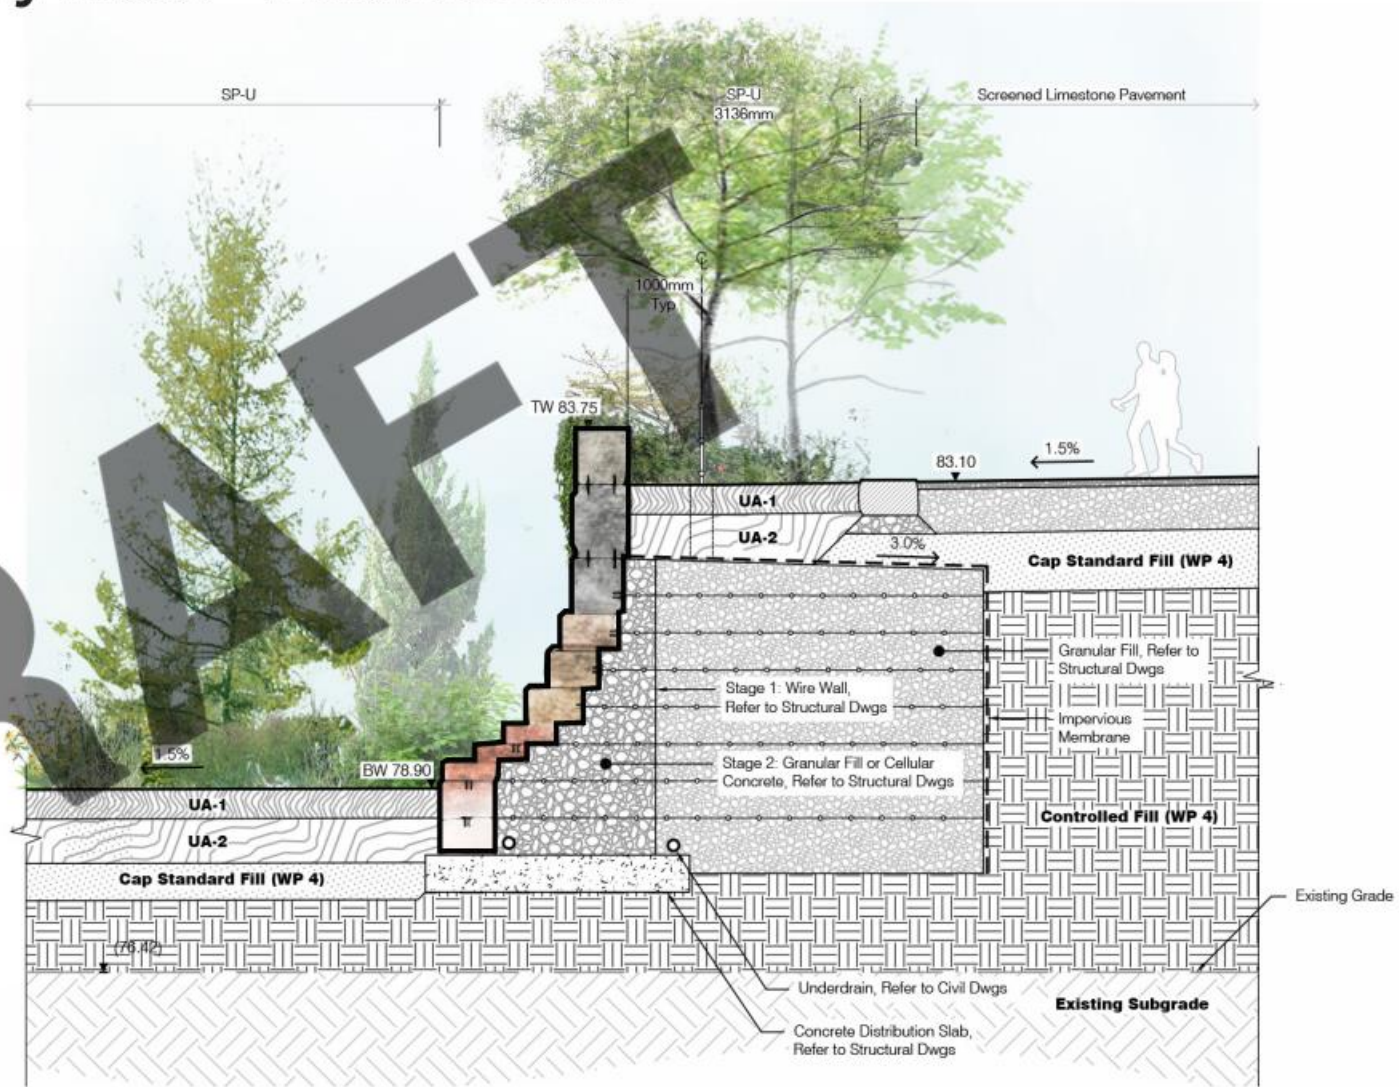 SP-U
SP-U
3136mm
Screened Limestone Pavement
1000mm
Typ
TW 83.75
83.10
1.5%
UA-1
UA-2
3.0%
Cap Standard Fill (WP 4)
Granular Fill, Refer to
Structural Dwgs
Stage 1: Wire Wall,
Refer to Structural Dwgs
Impervious
Membrane
1.5%
BW 78.90
Stage 2: Granular Fill or Cellular
Concrete, Refer to Structural Dwgs
UA-1
UA-2
Controlled Fill (WP 4)
Cap Standard Fill (WP 4)
Existing Grade
(76.42)
Underdrain, Refer to Civil Dwgs
Existing Subgrade
Concrete Distribution Slab,
Refer to Structural Dwgs
RAFT